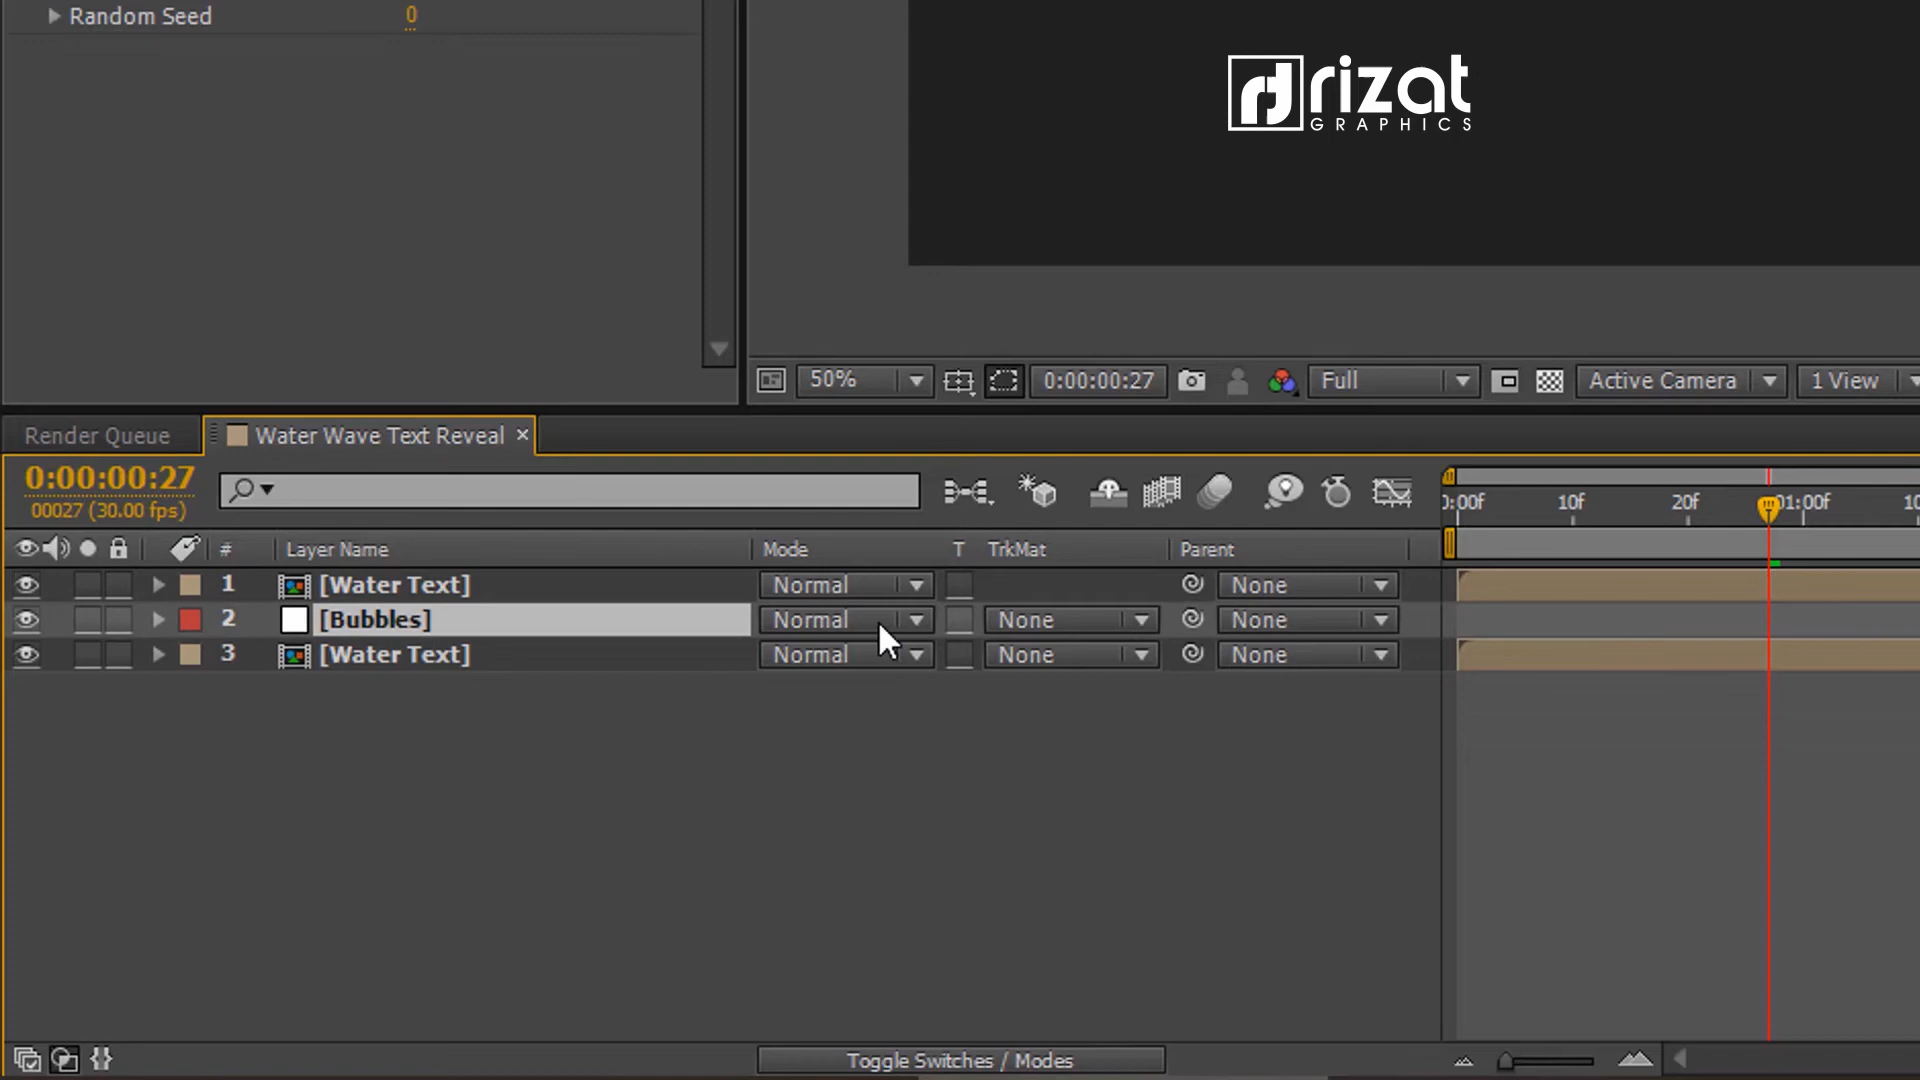 Random Seed 0
rd rizat
GRAPHICS
50% 0:00:00:27 Full Active Camera 1 View
Render Queue Water Wave Text Reveal ×
0:00:00:27
00027 (30.00 fps)
0:00f 10f 20f 01:00f 10
# Layer Name Mode T TrkMat Parent
1 [Water Text] Normal None
2 [Bubbles] Normal None None
3 [Water Text] Normal None None
Toggle Switches / Modes